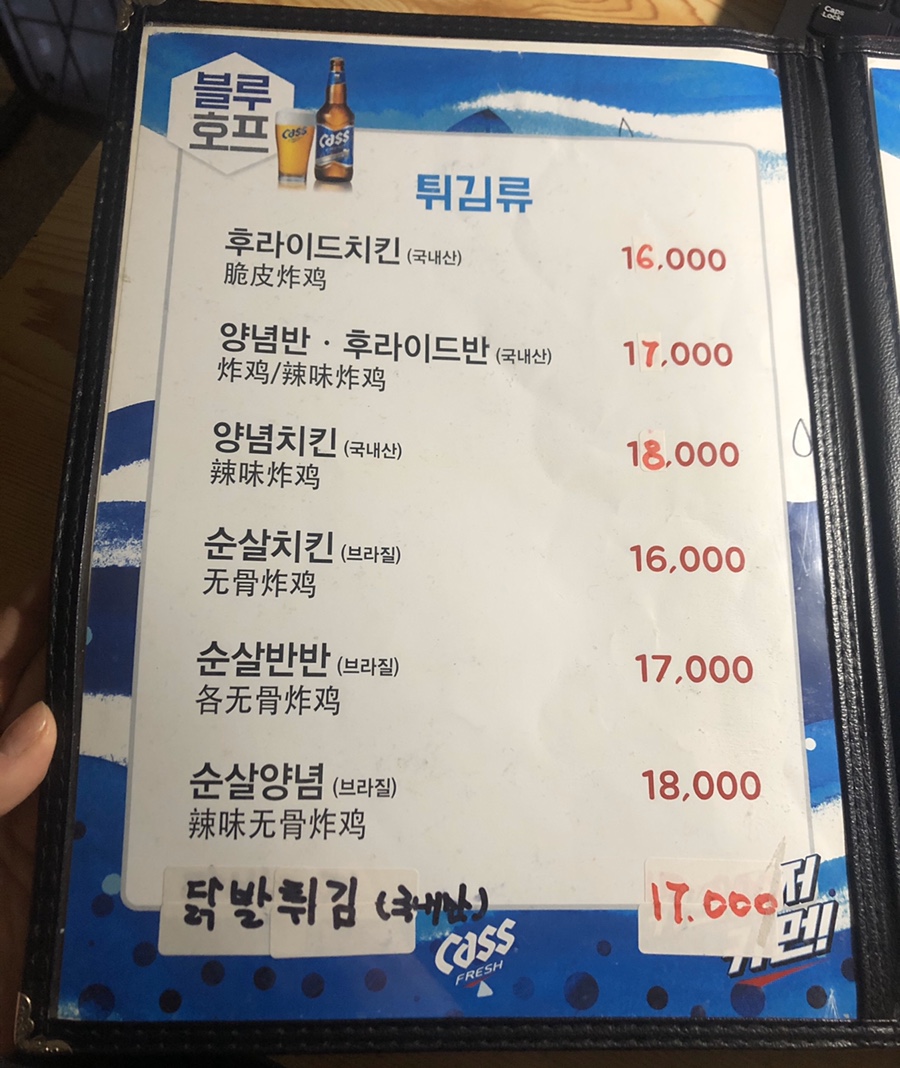 Caps Lock
블루
호프
Cass
Cass
튀김류
후라이드치킨 (국내산) 16,000
脆皮炸鸡
양념반 · 후라이드반 (국내산) 17,000
炸鸡/辣味炸鸡
양념치킨 (국내산) 18,000
辣味炸鸡
순살치킨 (브라질) 16,000
无骨炸鸡
순살반반 (브라질) 17,000
各无骨炸鸡
순살양념 (브라질) 18,000
辣味无骨炸鸡
닭발튀김 (국내산) 17.000
Cass
FRESH